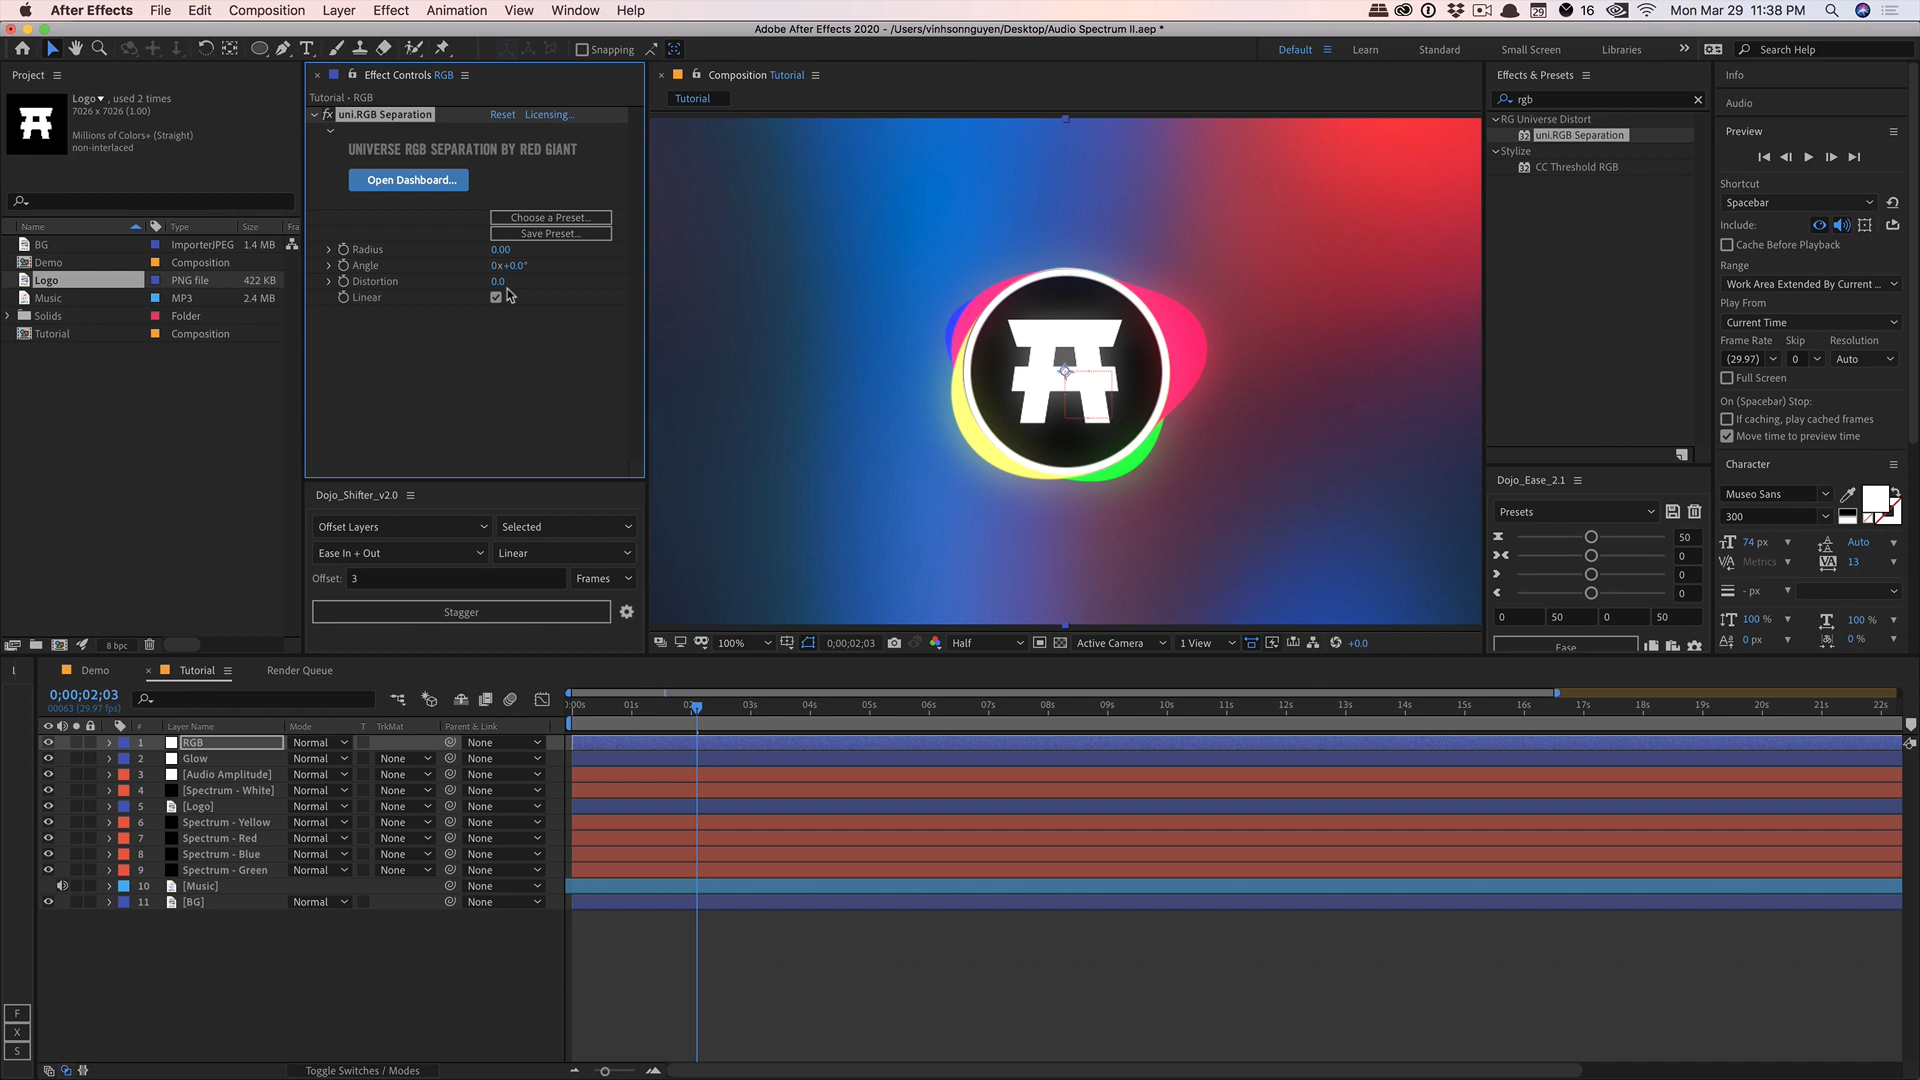 After Effects File Edit Composition Layer Effect Animation View Window Help 16 Mon Mar 29 11:38 PM
Adobe After Effects 2020 - /Users/vinhsonnguyen/Desktop/Audio Spectrum II.aep *
Snapping Default Learn Standard Small Screen Libraries Search Help
Project
Logo, used 2 times
7026 x 7026 (1.00)
Millions of Colors+ (Straight)
non-interlaced
Name Type Size Fra
BG ImporterJPEG 1.4 MB
Demo Composition
Logo PNG file 422 KB
Music MP3 2.4 MB
Solids Folder
Tutorial Composition
8 bpc
Effect Controls RGB
Tutorial • RGB
fx uni.RGB Separation Reset Licensing...
UNIVERSE RGB SEPARATION BY RED GIANT
Open Dashboard...
Choose a Preset...
Save Preset...
Radius 0.00
Angle 0x+0.0°
Distortion 0.0
Linear
Dojo_Shifter_v2.0
Offset Layers Selected
Ease In + Out Linear
Offset: 3 Frames
Stagger
Composition Tutorial
Tutorial
100% 0;00;02;03 Half Active Camera 1 View +0.0
Effects & Presets
rgb
RG Universe Distort
uni.RGB Separation
Stylize
CC Threshold RGB
Dojo_Ease_2.1
Presets
50
0
0
0
0 50 0 50
Ease
Info
Audio
Preview
Shortcut
Spacebar
Include:
Cache Before Playback
Range
Work Area Extended By Current ...
Play From
Current Time
Frame Rate Skip Resolution
(29.97) 0 Auto
Full Screen
On (Spacebar) Stop:
If caching, play cached frames
Move time to preview time
Character
Museo Sans
300
74 px Auto
Metrics 13
- px
100 % 100 %
0 px 0 %
Demo Tutorial Render Queue
0;00;02;03
00063 (29.97 fps)
:00s 01s 02s 03s 04s 05s 06s 07s 08s 09s 10s 11s 12s 13s 14s 15s 16s 17s 18s 19s 20s 21s 22s
# Layer Name Mode T TrkMat Parent & Link
1 RGB Normal None
2 Glow Normal None None
3 [Audio Amplitude] Normal None None
4 [Spectrum - White] Normal None None
5 [Logo] Normal None None
6 Spectrum - Yellow Normal None None
7 Spectrum - Red Normal None None
8 Spectrum - Blue Normal None None
9 Spectrum - Green Normal None None
10 [Music] None
11 [BG] Normal None
F
X
S
Toggle Switches / Modes